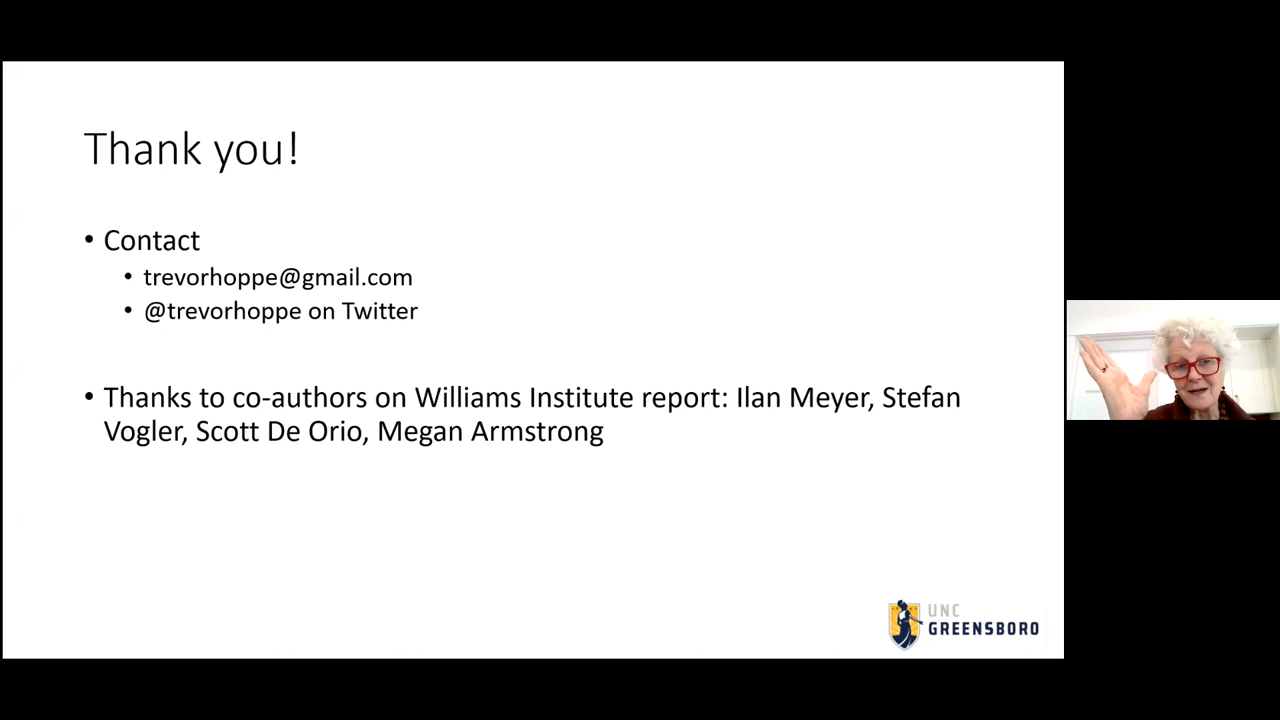 Thank you!
• Contact
• trevorhoppe@gmail.com
• @trevorhoppe on Twitter
• Thanks to co-authors on Williams Institute report: Ilan Meyer, Stefan
Vogler, Scott De Orio, Megan Armstrong
UNC
GREENSBORO